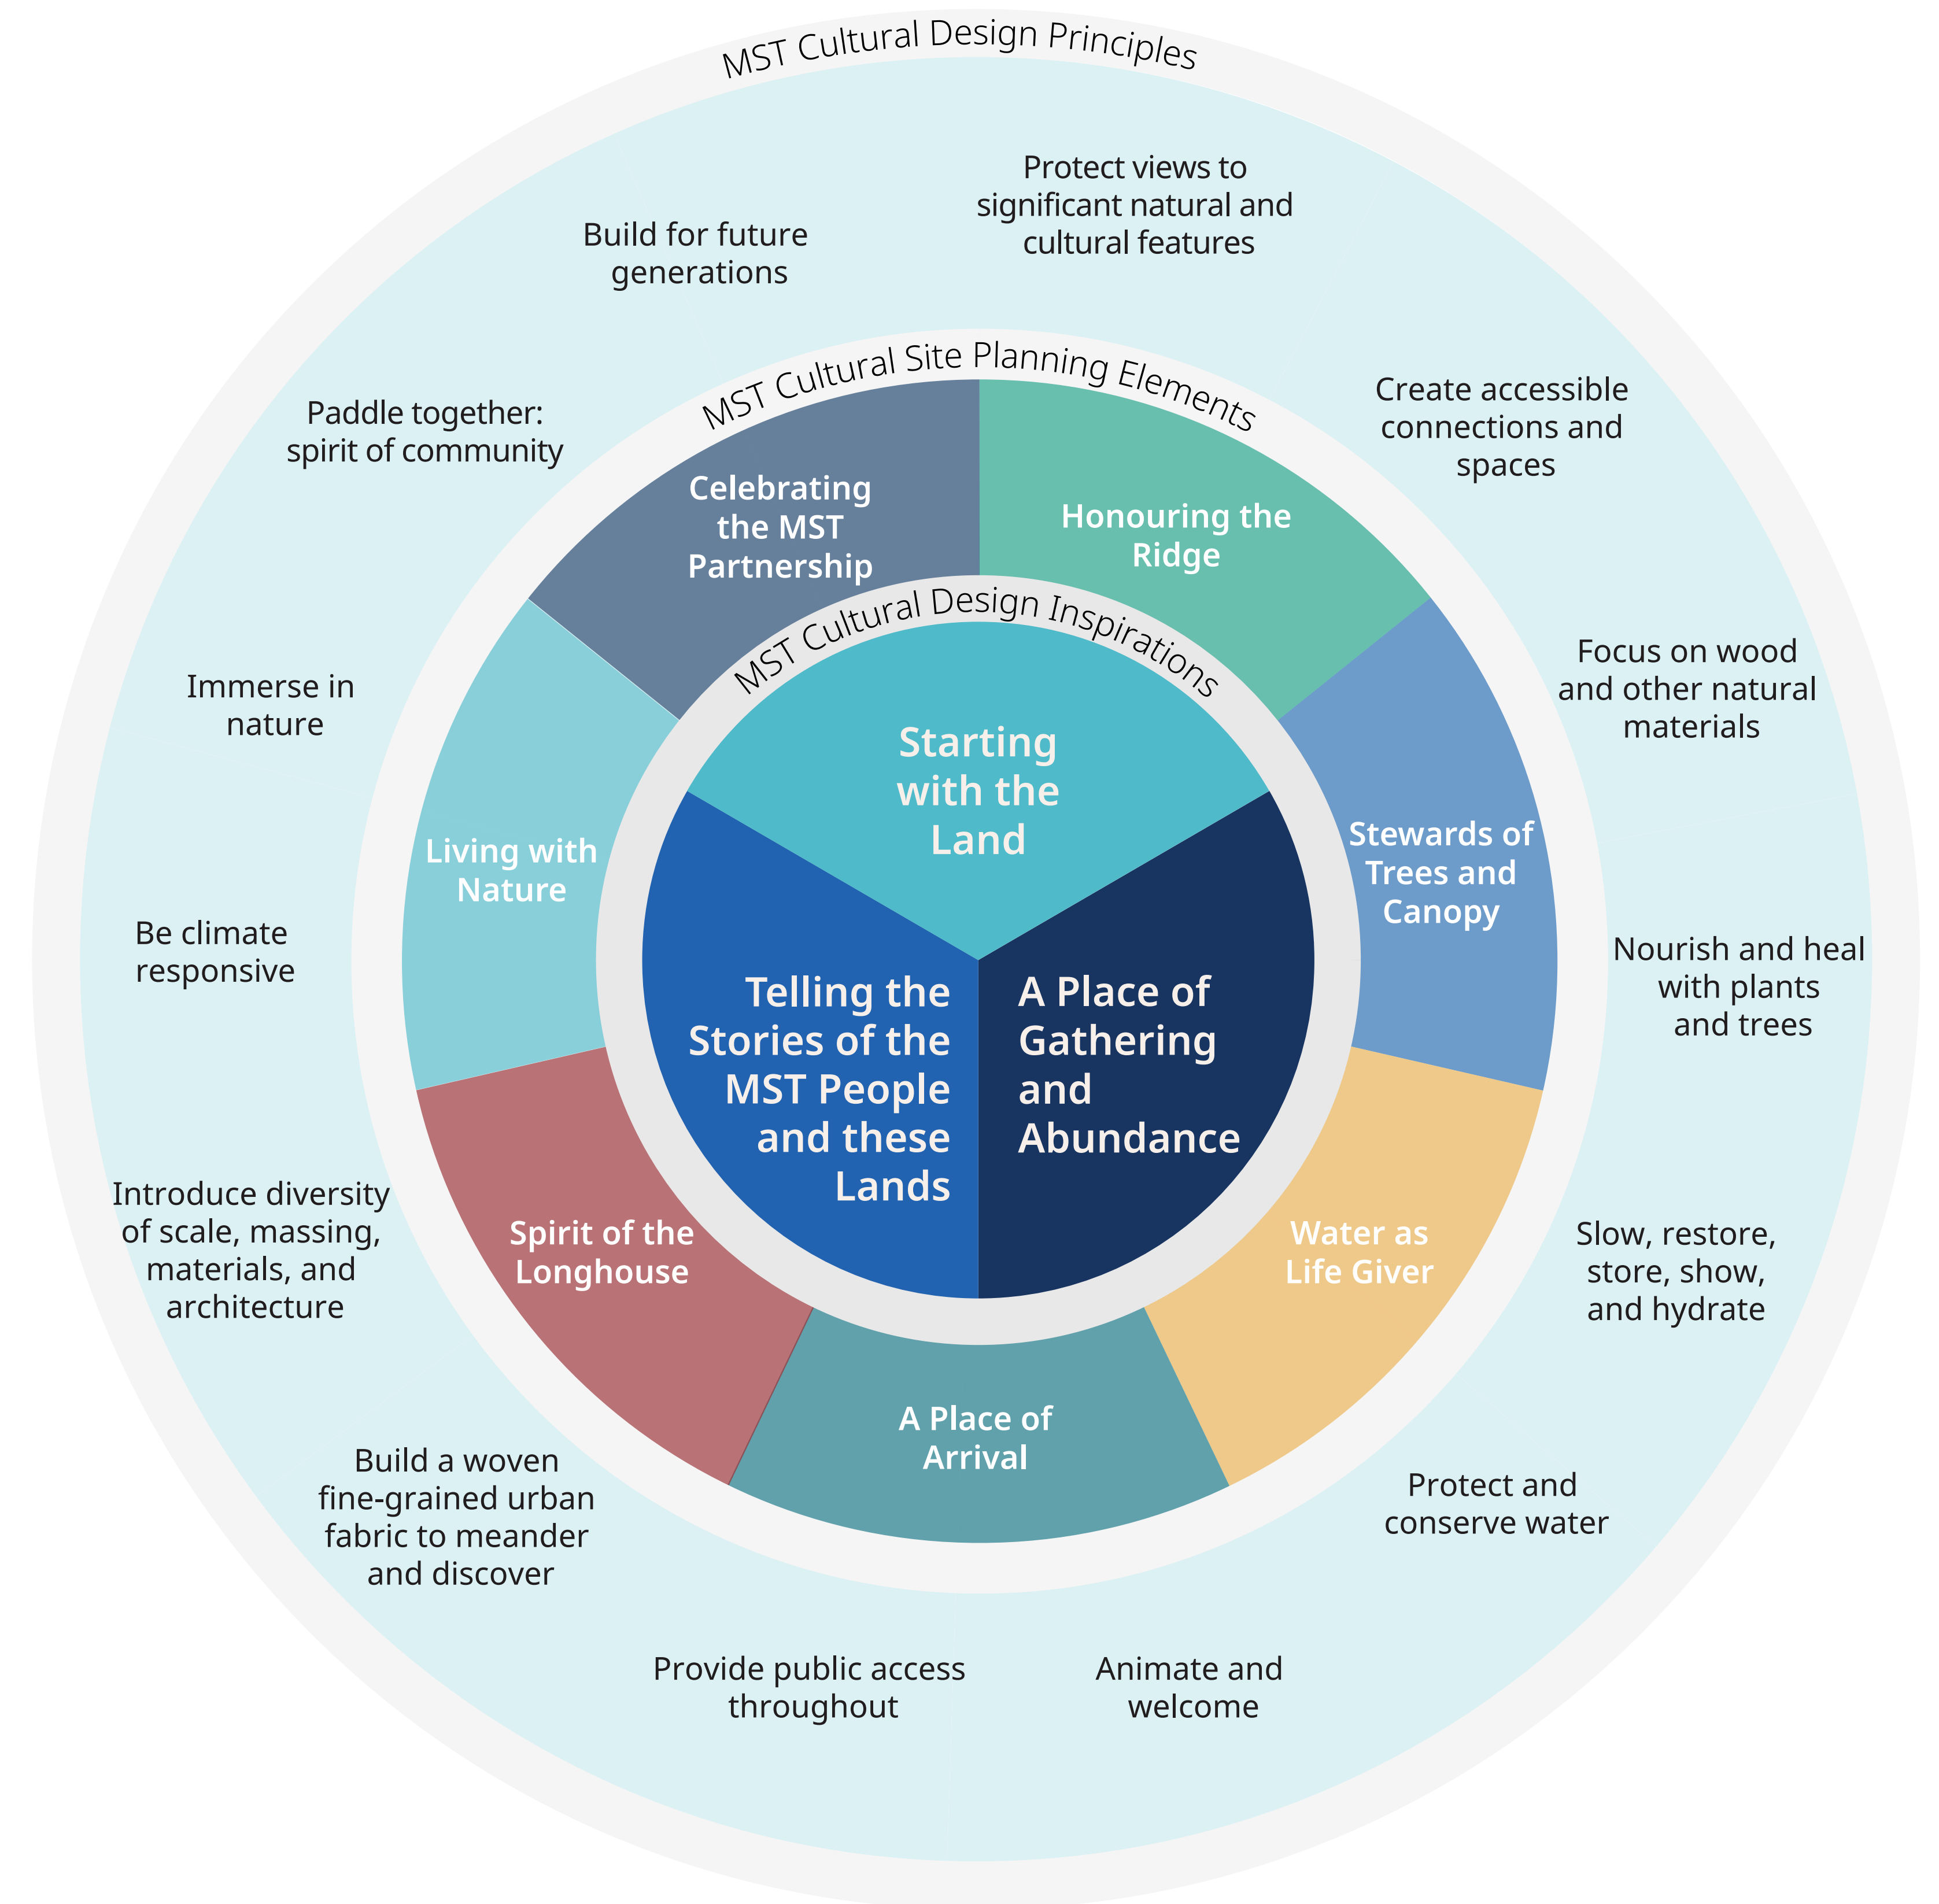 MST Cultural Design Principles
Protect views to
significant natural and
cultural features
Create accessible
connections and
spaces
Focus on wood
and other natural
materials
Nourish and heal
with plants
and trees
Slow, restore,
store, show,
and hydrate
Protect and
conserve water
Animate and
welcome
Provide public access
throughout
Build a woven
fine-grained urban
fabric to meander
and discover
Introduce diversity
of scale, massing,
materials, and
architecture
Be climate
responsive
Immerse in
nature
Paddle together:
spirit of community
Build for future
generations
MST Cultural Site Planning Elements
Honouring the
Ridge
Stewards of
Trees and
Canopy
Water as
Life Giver
A Place of
Arrival
Spirit of the
Longhouse
Living with
Nature
Celebrating
the MST
Partnership
MST Cultural Design Inspirations
Starting
with the
Land
A Place of
Gathering
and
Abundance
Telling the
Stories of the
MST People
and these
Lands